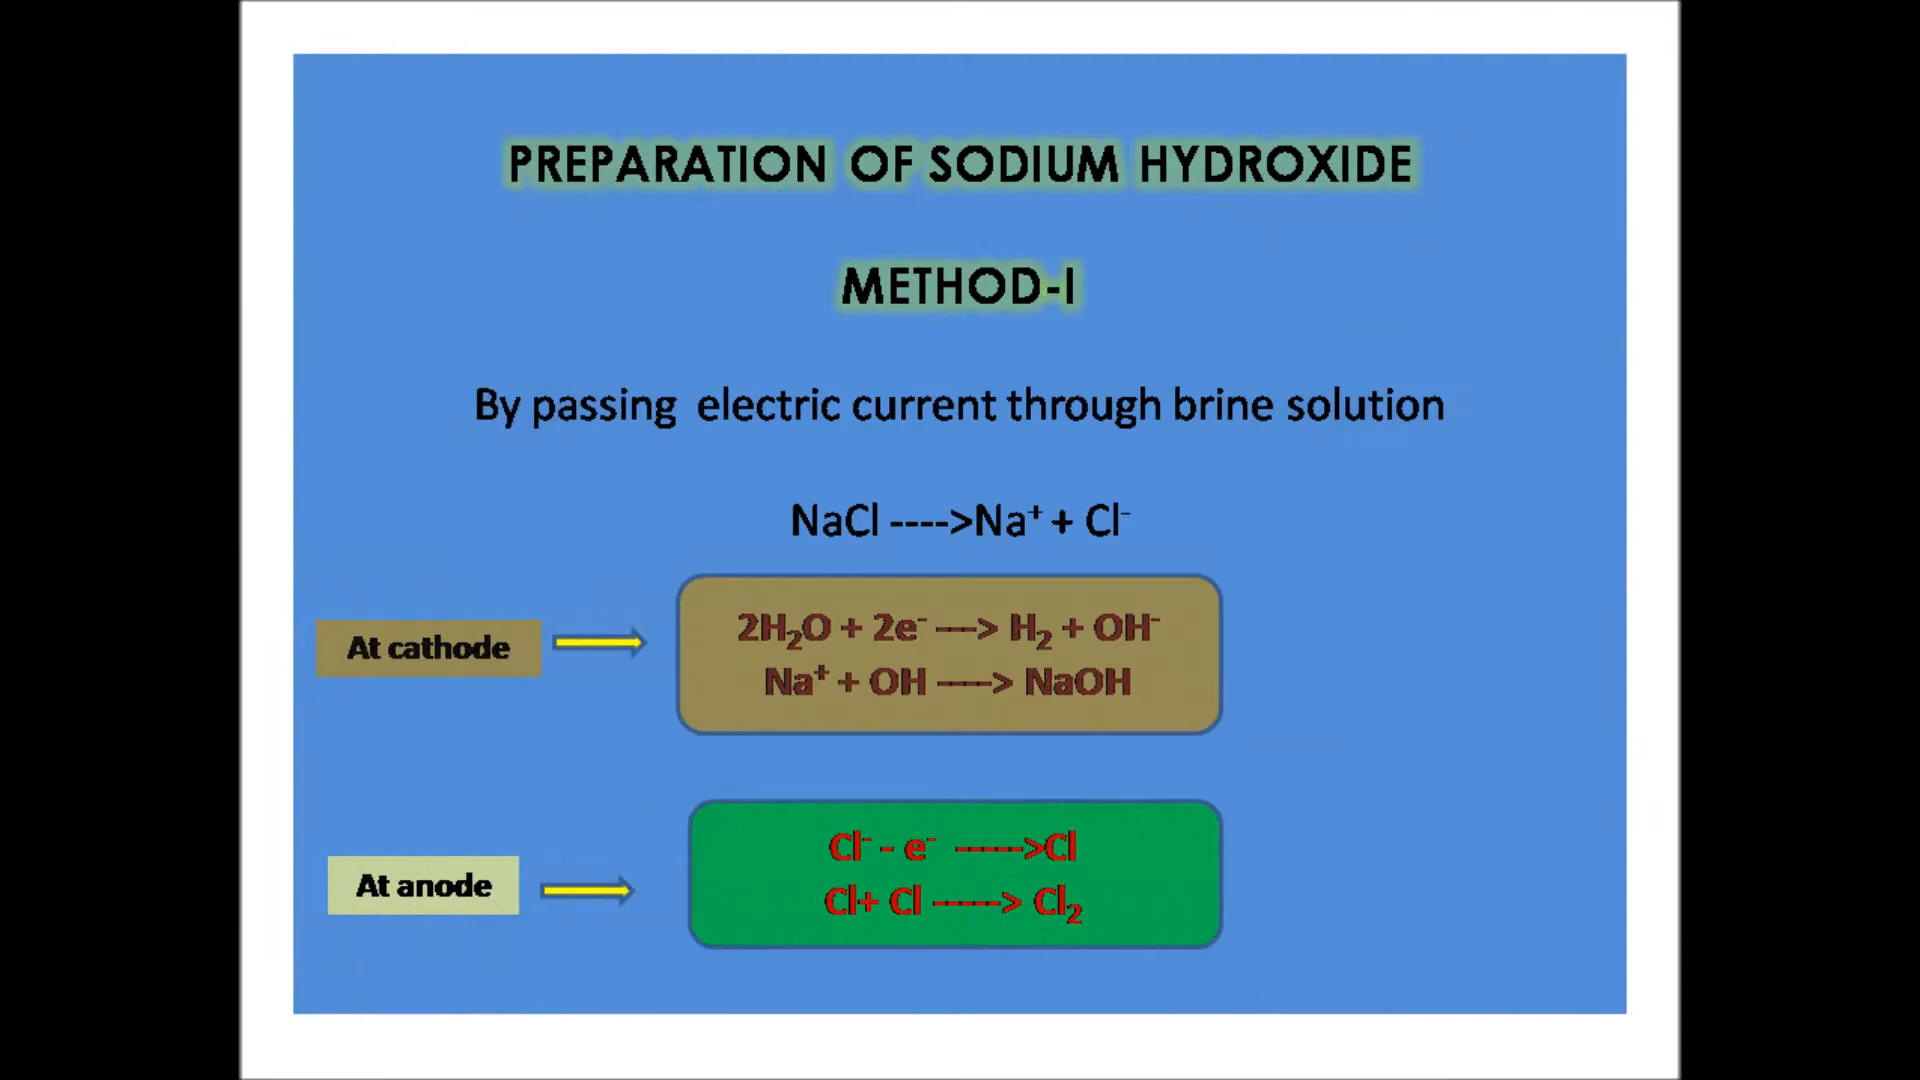 PREPARATION OF SODIUM HYDROXIDE
METHOD-I
By passing electric current through brine solution
NaCl ---->Na⁺ + Cl⁻
At cathode
2H₂O + 2e⁻ ---> H₂ + OH⁻
Na⁺ + OH ----> NaOH
At anode
Cl⁻ - e⁻ ----->Cl
Cl+ Cl -----> Cl₂